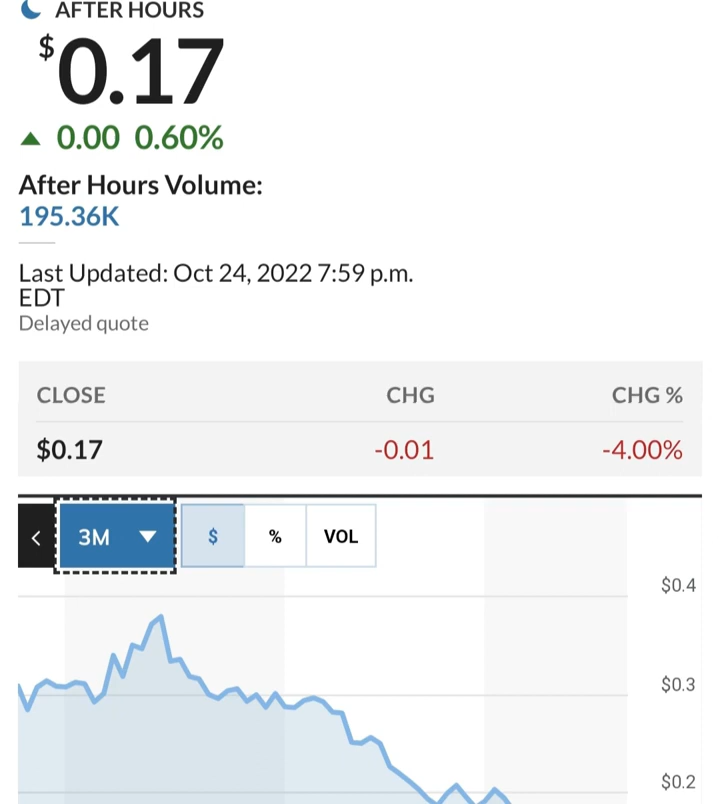 AFTER HOURS
$0.17
0.00 0.60%
After Hours Volume:
195.36K
Last Updated: Oct 24, 2022 7:59 p.m.
EDT
Delayed quote
CLOSE CHG CHG %
$0.17 -0.01 -4.00%
3M $ % VOL
$0.4
$0.3
$0.2